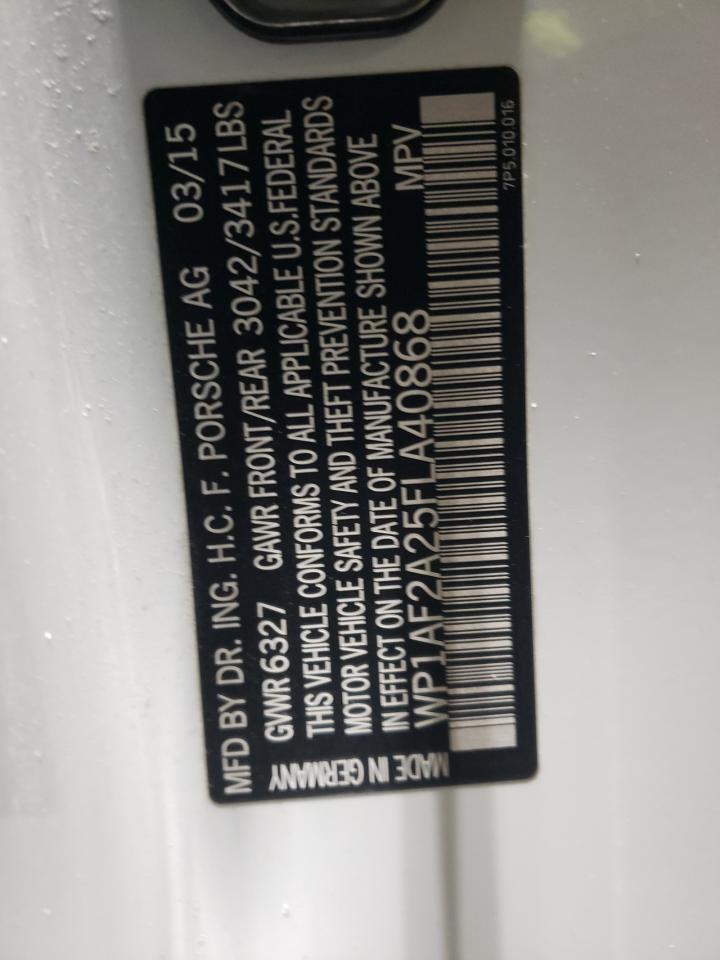 MFD BY DR. ING. H.C. F. PORSCHE AG 03/15
GVWR 6327 GAWR FRONT/REAR 3042/3417LBS
THIS VEHICLE CONFORMS TO ALL APPLICABLE U.S.FEDERAL
MOTOR VEHICLE SAFETY AND THEFT PREVENTION STANDARDS
IN EFFECT ON THE DATE OF MANUFACTURE SHOWN ABOVE
WP1AF2A25FLA40868 MPV
MADE IN GERMANY
7P5.010.016